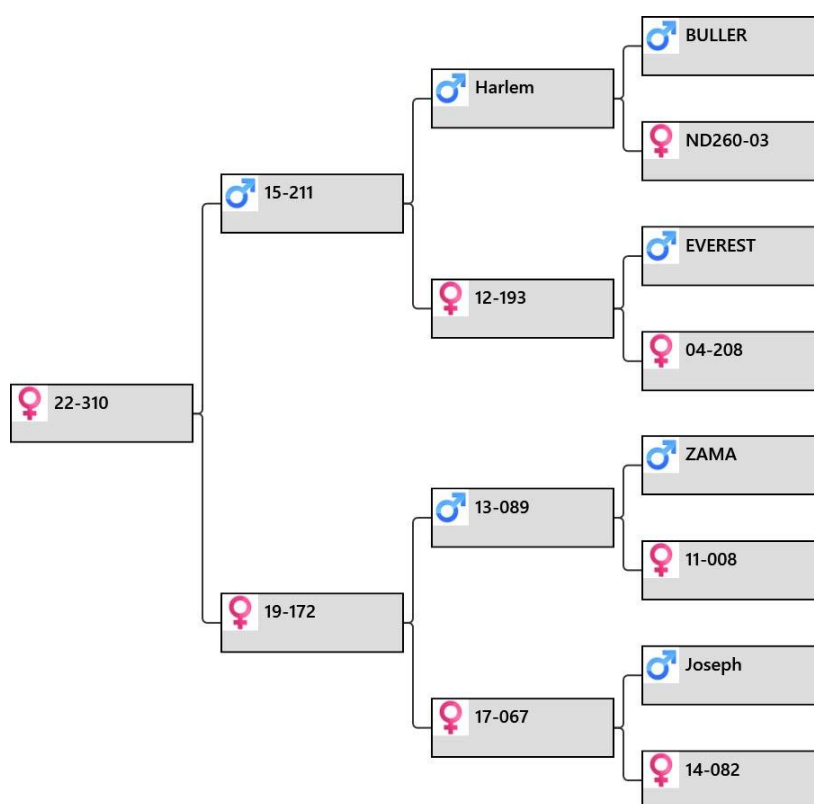 BULLER
Harlem
ND260-03
15-211
EVEREST
12-193
04-208
22-310
ZAMA
13-089
11-008
19-172
Joseph
17-067
14-082